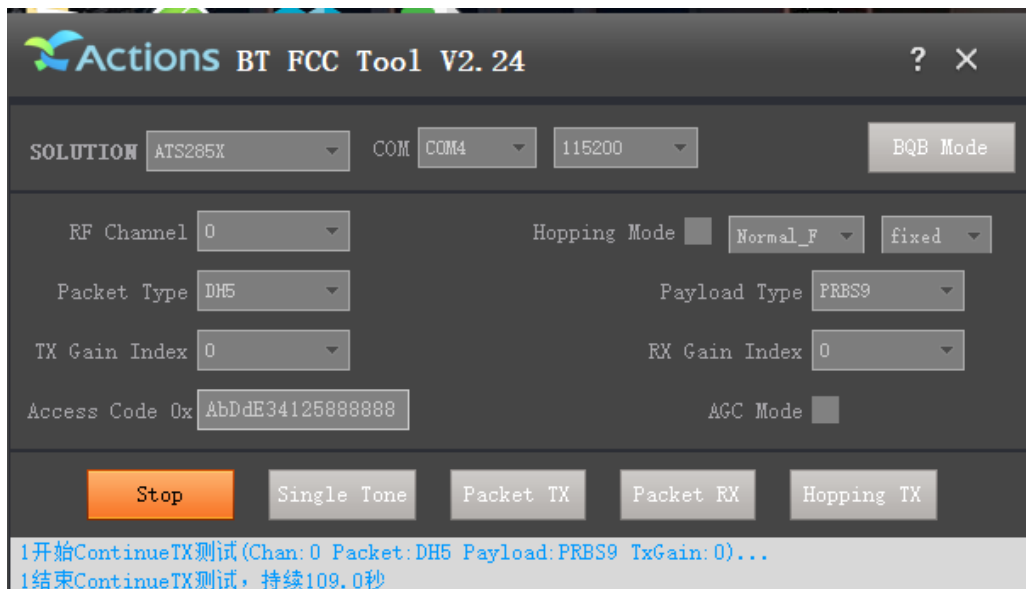 Actions BT FCC Tool V2.24 ? ×
SOLUTION ATS285X COM COM4 115200 BQB Mode
RF Channel 0 Hopping Mode Normal_F fixed
Packet Type DH5 Payload Type PRBS9
TX Gain Index 0 RX Gain Index 0
Access Code 0x AbDdE34125888888 AGC Mode
Stop Single Tone Packet TX Packet RX Hopping TX
1开始ContinueTX测试(Chan:0 Packet:DH5 Payload:PRBS9 TxGain:0)...
1结束ContinueTX测试，持续109.0秒